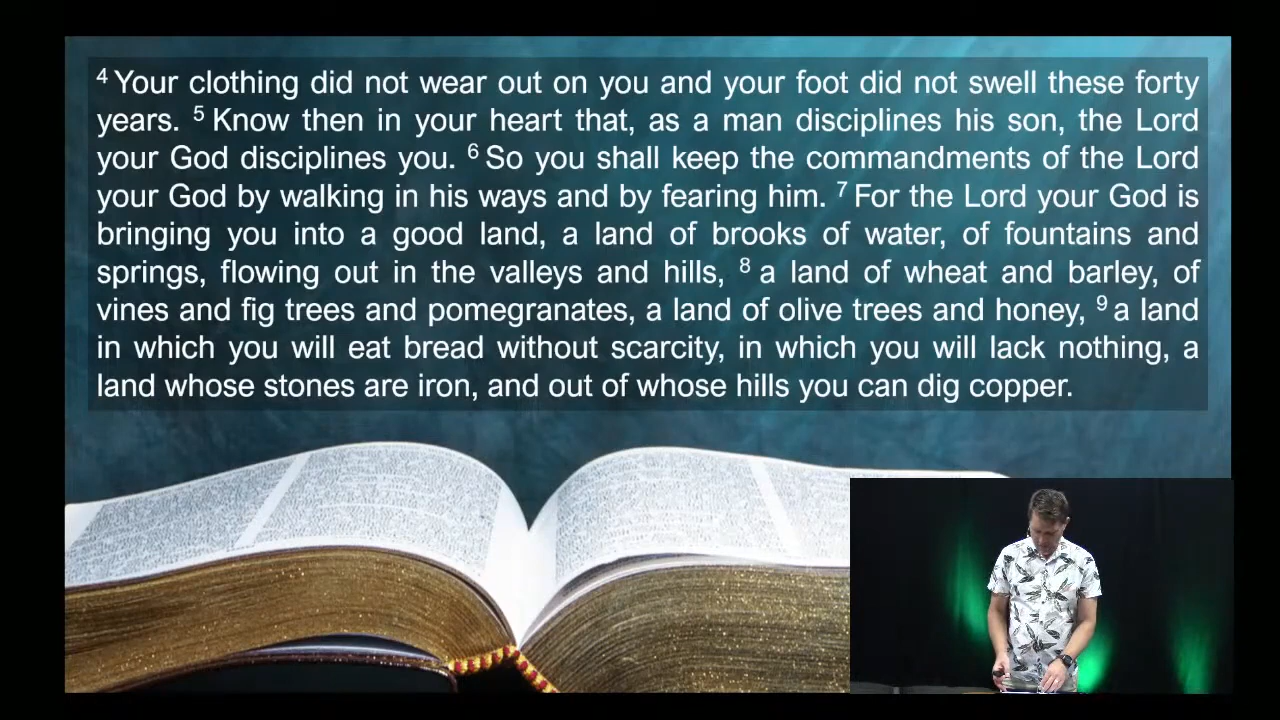 4 Your clothing did not wear out on you and your foot did not swell these forty
years. 5 Know then in your heart that, as a man disciplines his son, the Lord
your God disciplines you. 6 So you shall keep the commandments of the Lord
your God by walking in his ways and by fearing him. 7 For the Lord your God is
bringing you into a good land, a land of brooks of water, of fountains and
springs, flowing out in the valleys and hills, 8 a land of wheat and barley, of
vines and fig trees and pomegranates, a land of olive trees and honey, 9 a land
in which you will eat bread without scarcity, in which you will lack nothing, a
land whose stones are iron, and out of whose hills you can dig copper.